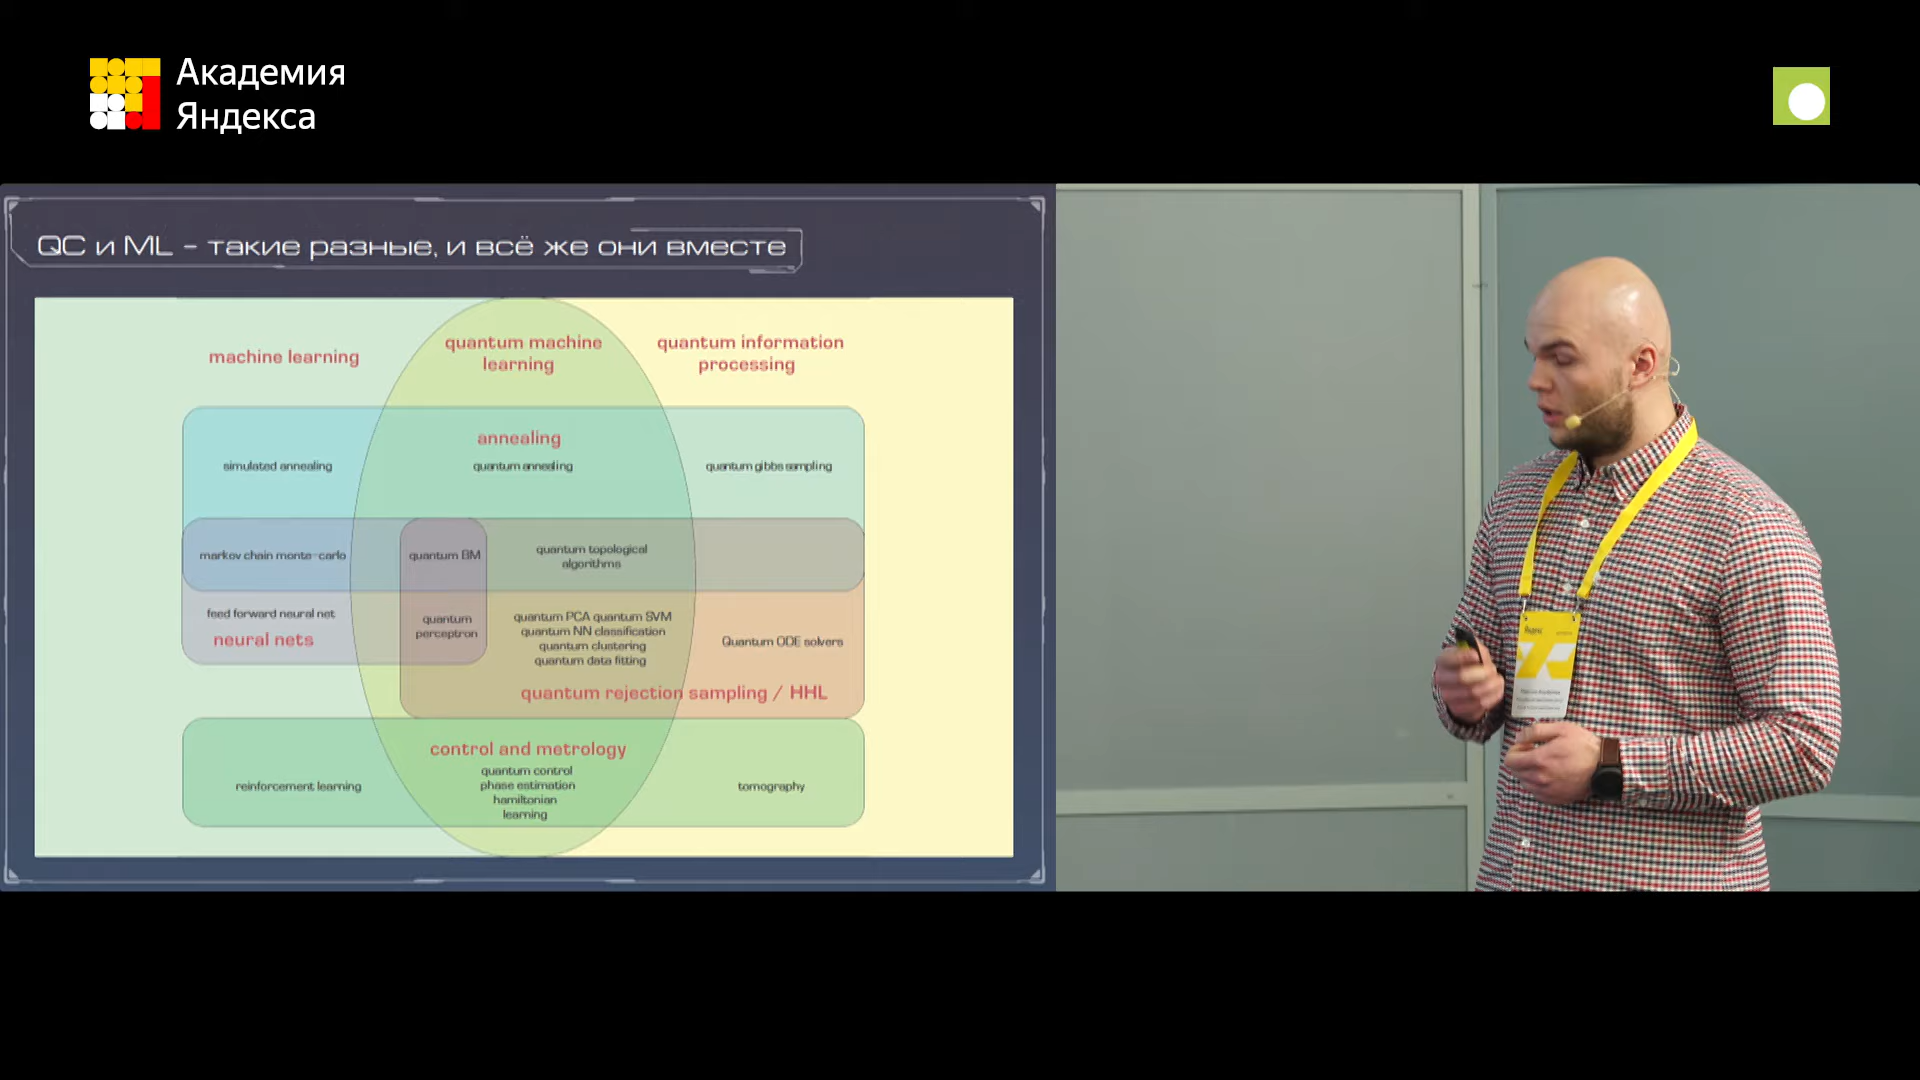 Академия
Яндекса
QC и ML – такие разные, и всё же они вместе
machine learning
quantum machine
learning
quantum information
processing
annealing
simulated annealing
quantum annealing
quantum gibbs sampling
markov chain monte-carlo
quantum BM
quantum topological
algorithms
feed forward neural net
neural nets
quantum
perceptron
quantum PCA quantum SVM
quantum NN classification
quantum clustering
quantum data fitting
Quantum ODE solvers
quantum rejection sampling / HHL
control and metrology
reinforcement learning
quantum control
phase estimation
hamiltonian
learning
tomography